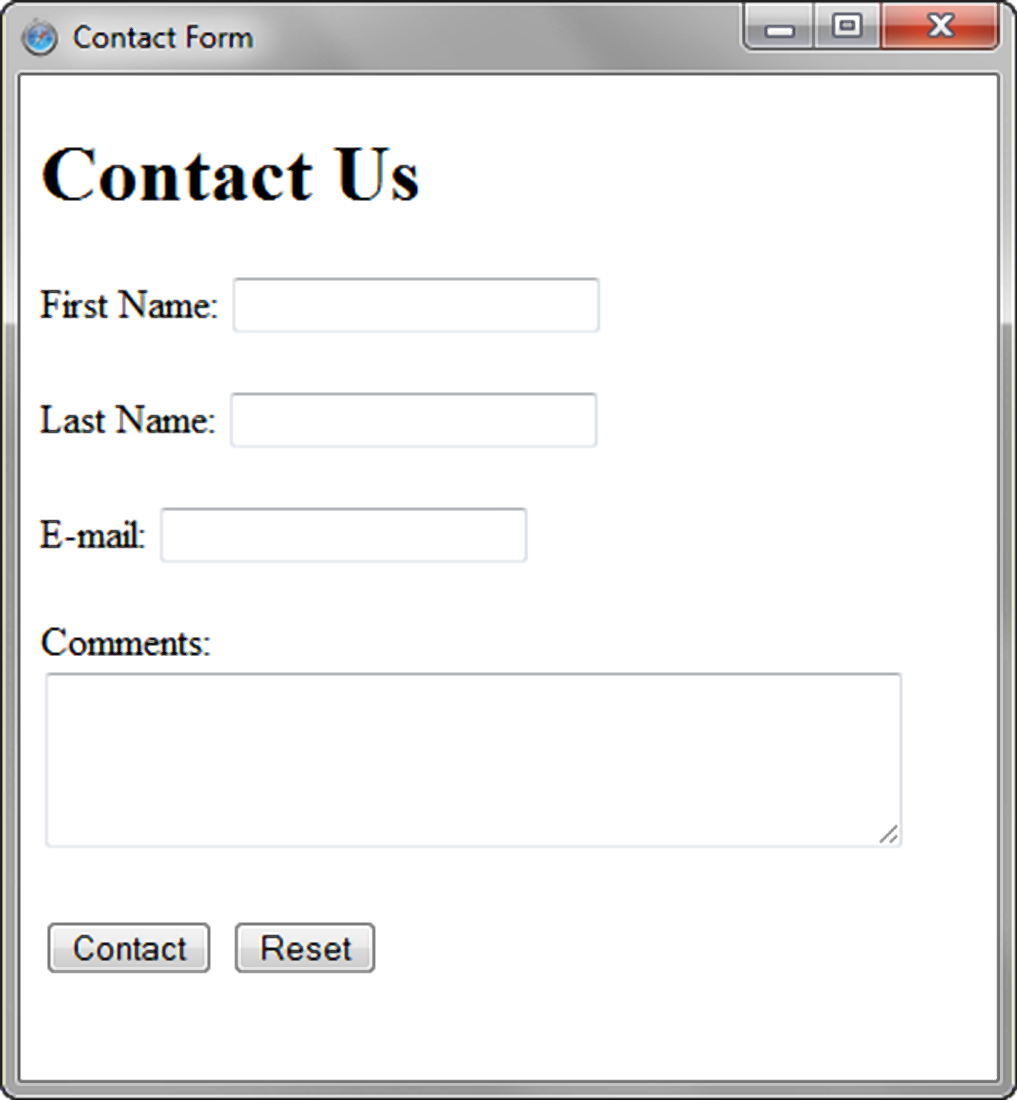 Contact Form
Contact Us
First Name:
Last Name:
E-mail:
Comments:
Contact Reset